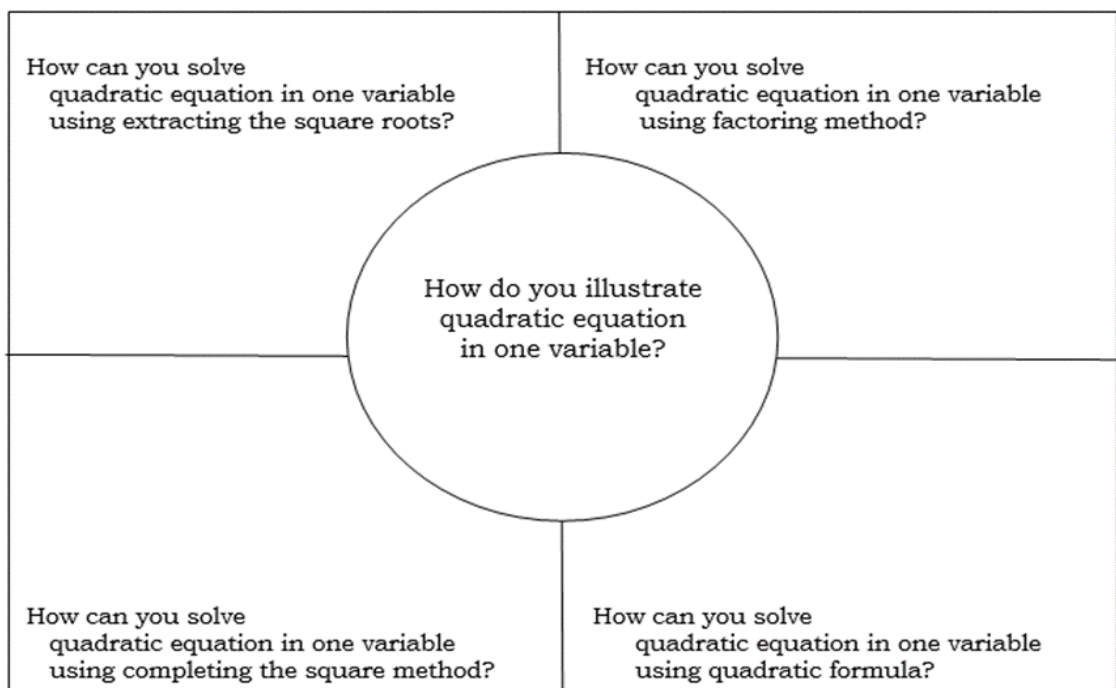 How can you solve
quadratic equation in one variable
using extracting the square roots?
How can you solve
quadratic equation in one variable
using factoring method?
How do you illustrate
quadratic equation
in one variable?
How can you solve
quadratic equation in one variable
using completing the square method?
How can you solve
quadratic equation in one variable
using quadratic formula?